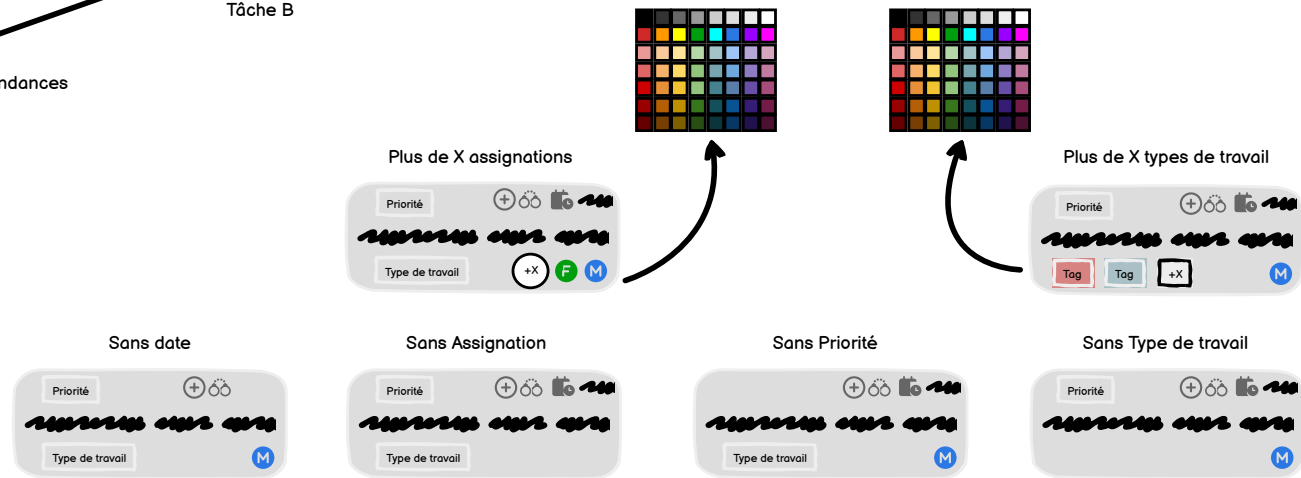 Tâche B
ndances
Plus de X assignations
Priorité
Type de travail
+X
F
M
Plus de X types de travail
Priorité
Tag
Tag
+X
M
Sans date
Priorité
Type de travail
M
Sans Assignation
Priorité
Type de travail
Sans Priorité
Type de travail
M
Sans Type de travail
Priorité
M